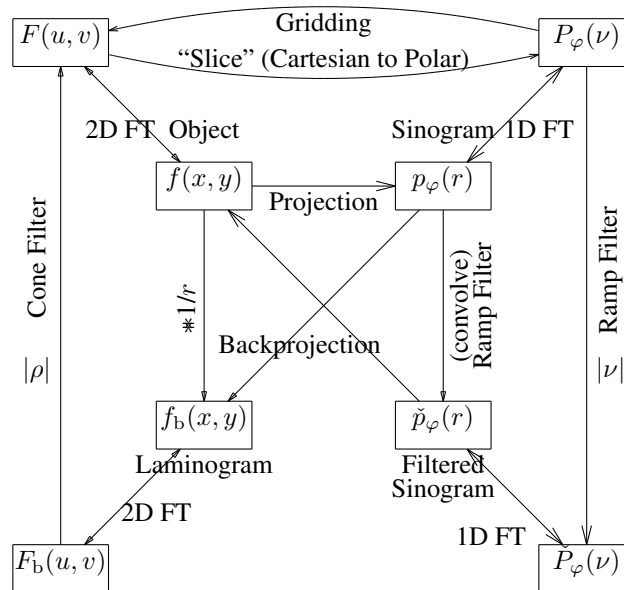 F(u, v)
Gridding
P_φ(ν)
“Slice” (Cartesian to Polar)
2D FT
Object
Sinogram
1D FT
f(x, y)
Projection
p_φ(r)
Cone Filter
|ρ|
∗1/r
Backprojection
(convolve)
Ramp Filter
Ramp Filter
|ν|
f_b(x, y)
Laminogram
p̌_φ(r)
Filtered
Sinogram
2D FT
1D FT
F_b(u, v)
P̌_φ(ν)